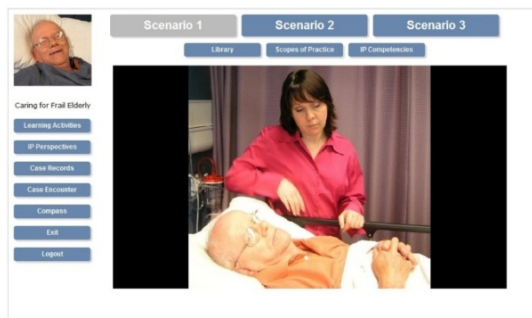 Scenario 1
Scenario 2
Scenario 3
Library
Scopes of Practice
IP Competencies
Caring for Frail Elderly
Learning Activities
IP Perspectives
Case Records
Case Encounter
Compass
Exit
Logout